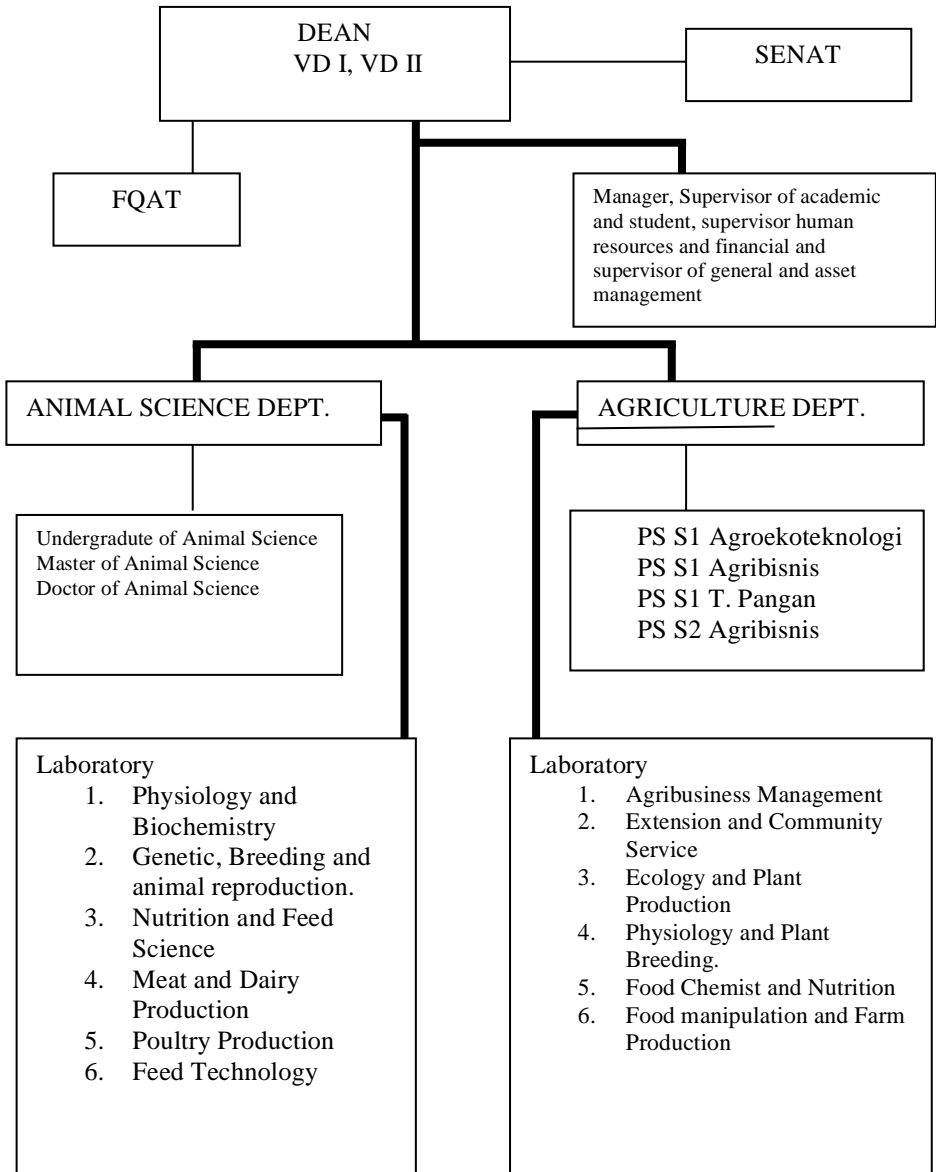 DEAN
VD I, VD II
SENAT
FQAT
Manager, Supervisor of academic
and student, supervisor human
resources and financial and
supervisor of general and asset
management
ANIMAL SCIENCE DEPT.
AGRICULTURE DEPT.
Undergradute of Animal Science
Master of Animal Science
Doctor of Animal Science
PS S1 Agroekoteknologi
PS S1 Agribisnis
PS S1 T. Pangan
PS S2 Agribisnis
Laboratory
1. Physiology and
Biochemistry
2. Genetic, Breeding and
animal reproduction.
3. Nutrition and Feed
Science
4. Meat and Dairy
Production
5. Poultry Production
6. Feed Technology
Laboratory
1. Agribusiness Management
2. Extension and Community
Service
3. Ecology and Plant
Production
4. Physiology and Plant
Breeding.
5. Food Chemist and Nutrition
6. Food manipulation and Farm
Production